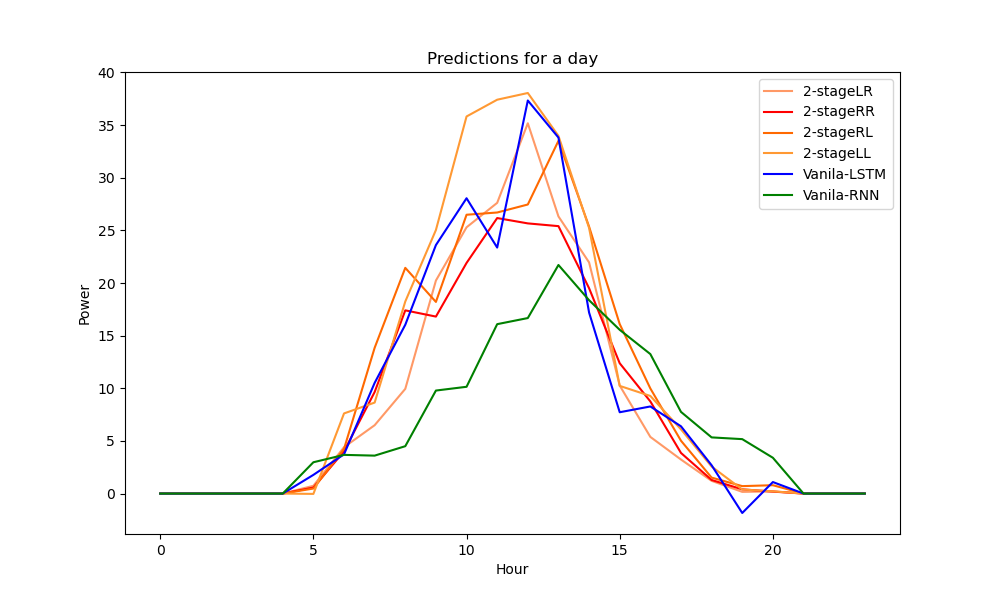 Predictions for a day
40
35
30
25
20
15
10
5
0
Power
0 5 10 15 20
Hour
2-stageLR
2-stageRR
2-stageRL
2-stageLL
Vanila-LSTM
Vanila-RNN